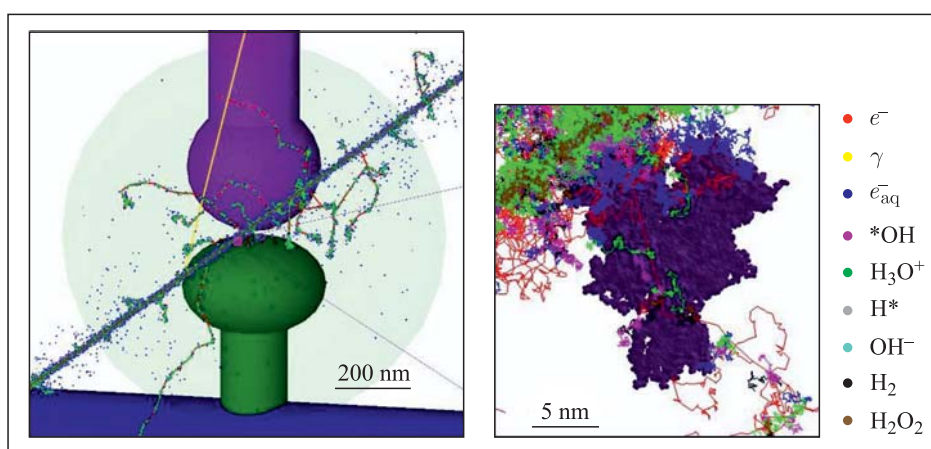 200 nm
5 nm
e⁻
γ
e⁻aq
*OH
H₃O⁺
H*
OH⁻
H₂
H₂O₂